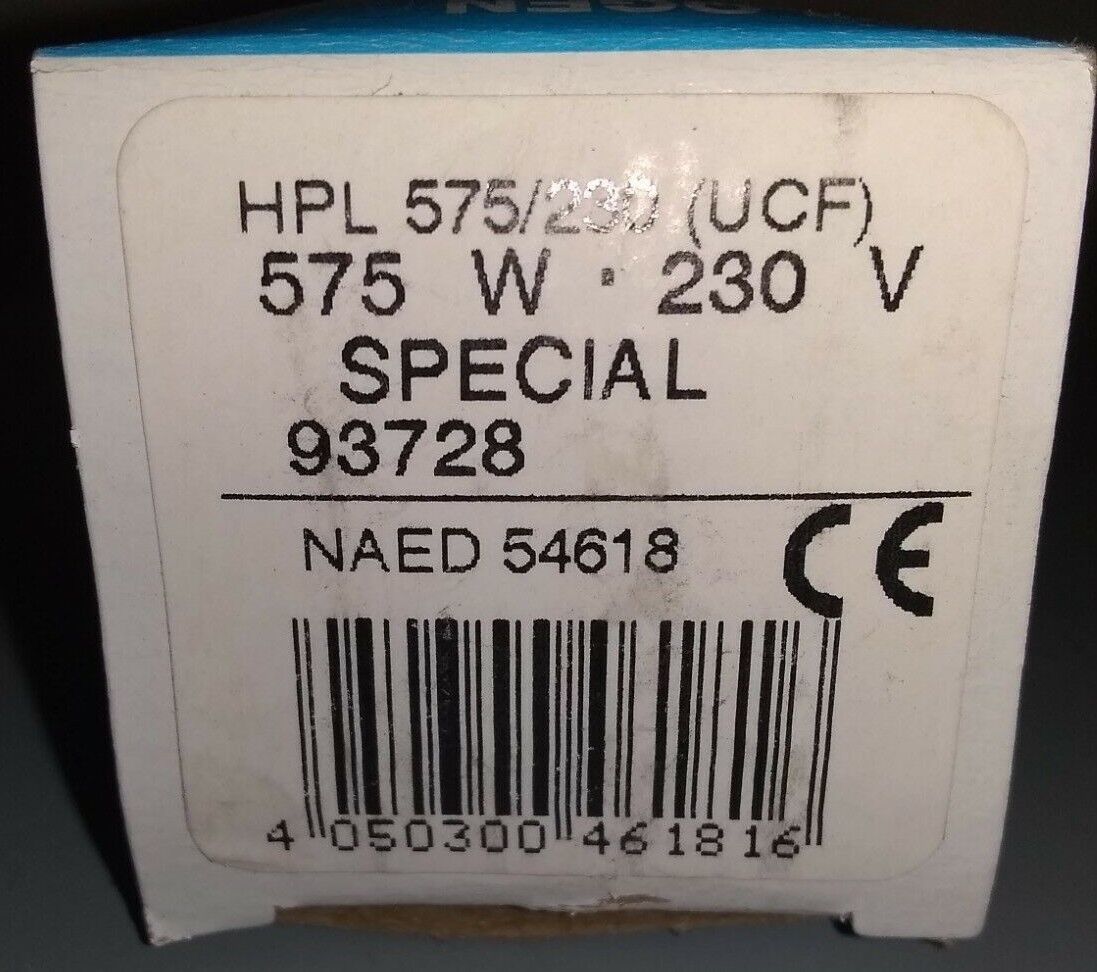 HPL 575/230 (UCF)
575 W · 230 V
SPECIAL
93728
NAED 54618
CE
4 050300 461816